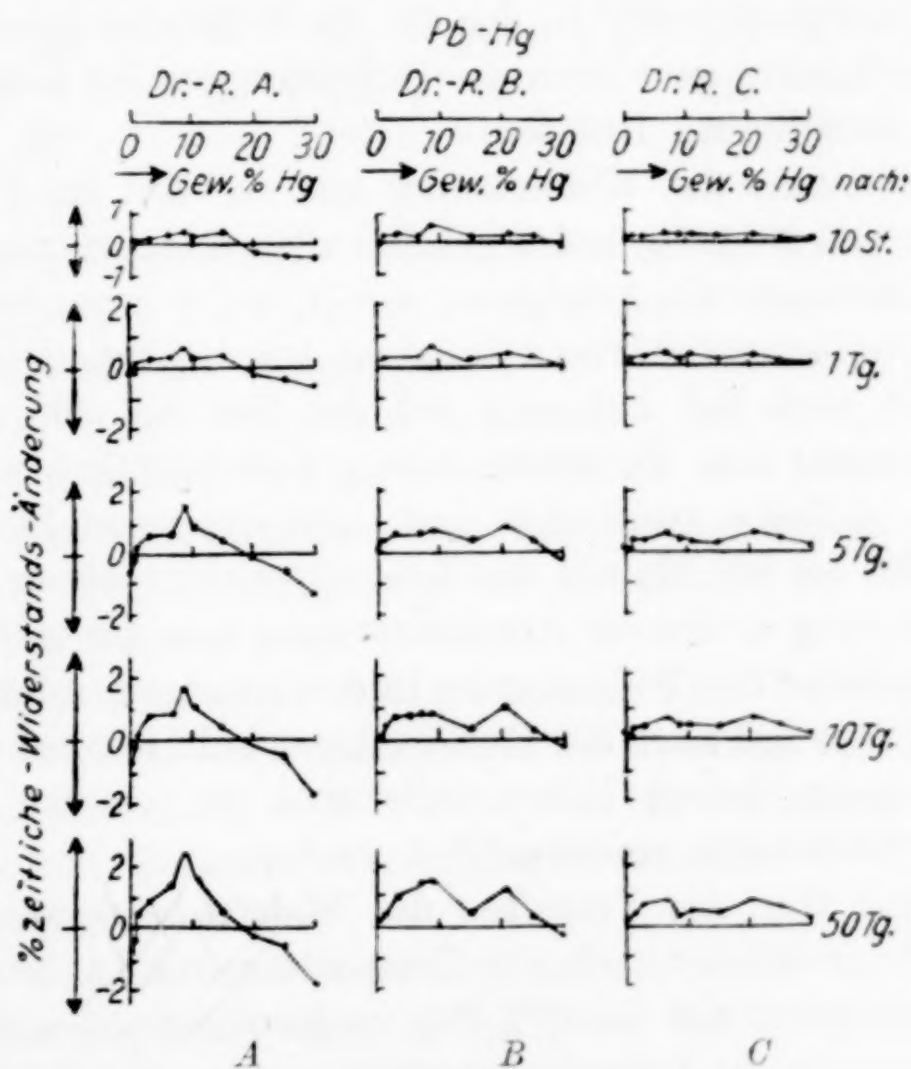 Pb-Hg
Dr.-R. A. Dr.-R. B. Dr. R. C.
0 10 20 30 0 10 20 30 0 10 20 30
Gew. % Hg Gew. % Hg Gew. % Hg nach:
%zeitliche-Widerstands-Änderung
1
0
-1
10 St.
2
0
-2
1 Tg.
2
0
-2
5 Tg.
2
0
-2
10 Tg.
2
0
-2
50 Tg.
A B C